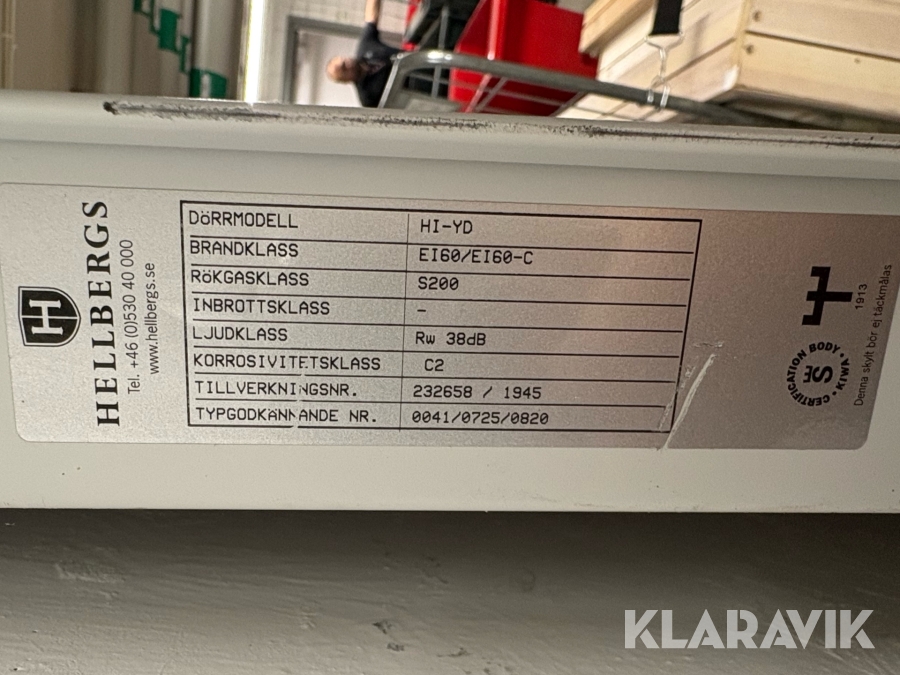 HELLBERGS
Tel. +46 (0)530 40 000
www.hellbergs.se
DöRRMODELL HI-YD
BRANDKLASS EI60/EI60-C
RöKGASKLASS S200
INBROTTSKLASS -
LJUDKLASS Rw 38dB
KORROSIVITETSKLASS C2
TILLVERKNINGSNR. 232658 / 1945
TYPGODKÄNNANDE NR. 0041/0725/0820
1913
CERTIFICATION BODY • KIWA •
SE
Denna skylt bör ej täckmålas
KLARAVIK